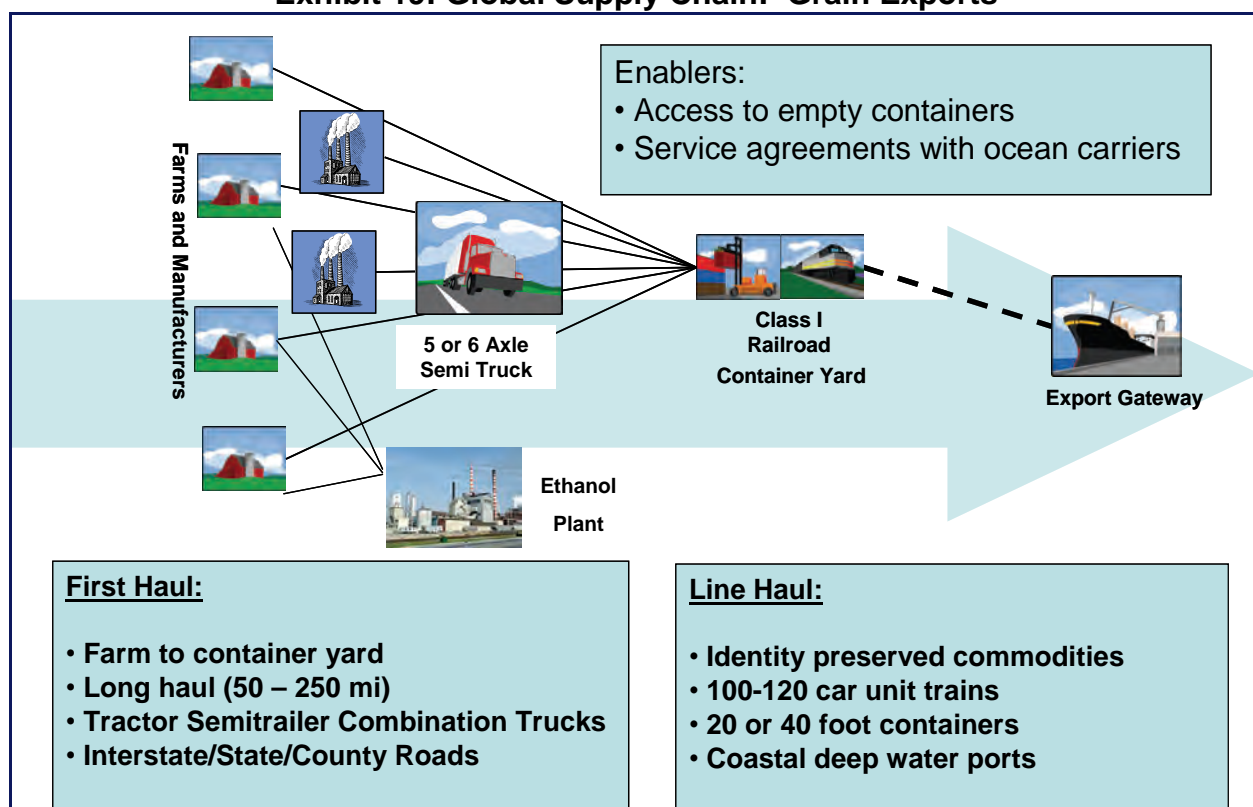 Enablers:
• Access to empty containers
• Service agreements with ocean carriers
Farms and Manufacturers
5 or 6 Axle
Semi Truck
Class I
Railroad
Container Yard
Export Gateway
Ethanol
Plant
First Haul:
• Farm to container yard
• Long haul (50 – 250 mi)
• Tractor Semitrailer Combination Trucks
• Interstate/State/County Roads
Line Haul:
• Identity preserved commodities
• 100-120 car unit trains
• 20 or 40 foot containers
• Coastal deep water ports